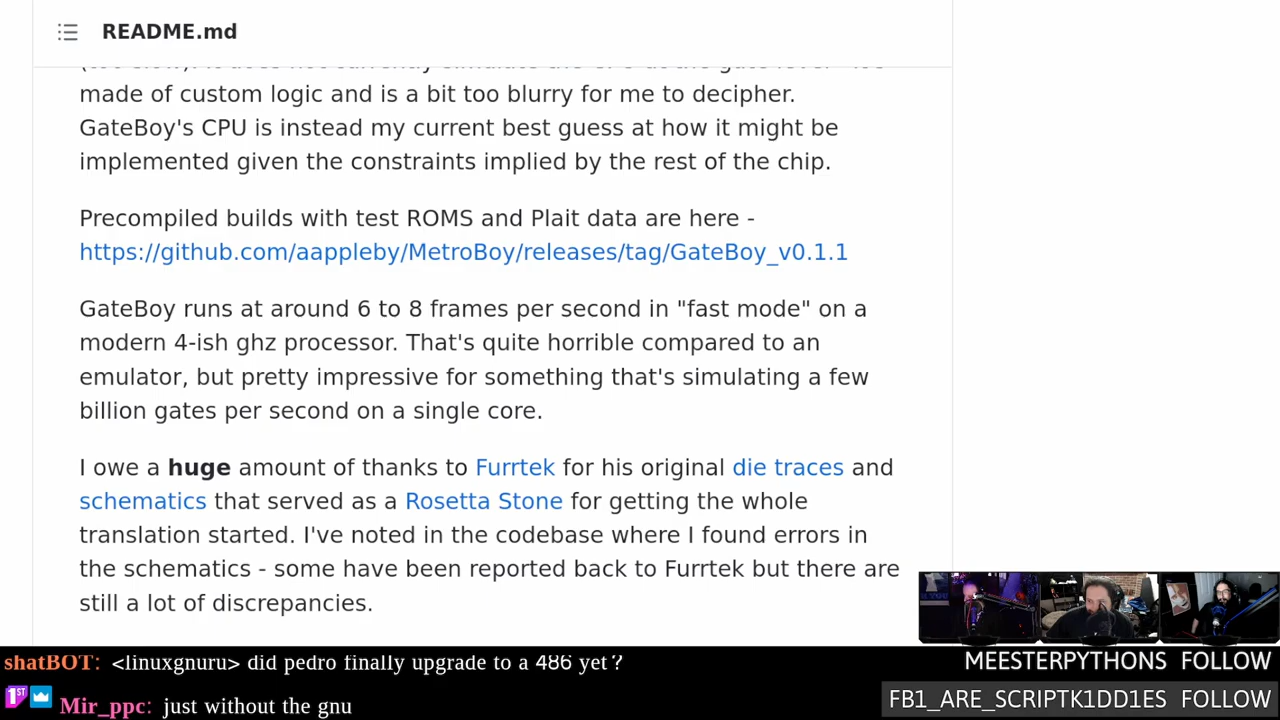 README.md
made of custom logic and is a bit too blurry for me to decipher.
GateBoy's CPU is instead my current best guess at how it might be
implemented given the constraints implied by the rest of the chip.
Precompiled builds with test ROMS and Plait data are here -
https://github.com/aappleby/MetroBoy/releases/tag/GateBoy_v0.1.1
GateBoy runs at around 6 to 8 frames per second in "fast mode" on a
modern 4-ish ghz processor. That's quite horrible compared to an
emulator, but pretty impressive for something that's simulating a few
billion gates per second on a single core.
I owe a huge amount of thanks to Furrtek for his original die traces and
schematics that served as a Rosetta Stone for getting the whole
translation started. I've noted in the codebase where I found errors in
the schematics - some have been reported back to Furrtek but there are
still a lot of discrepancies.
shatBOT: <linuxgnuru> did pedro finally upgrade to a 486 yet?
MEESTERPYTHONS FOLLOW
1ST Mir_ppc: just without the gnu
FB1_ARE_SCRIPTK1DD1ES FOLLOW